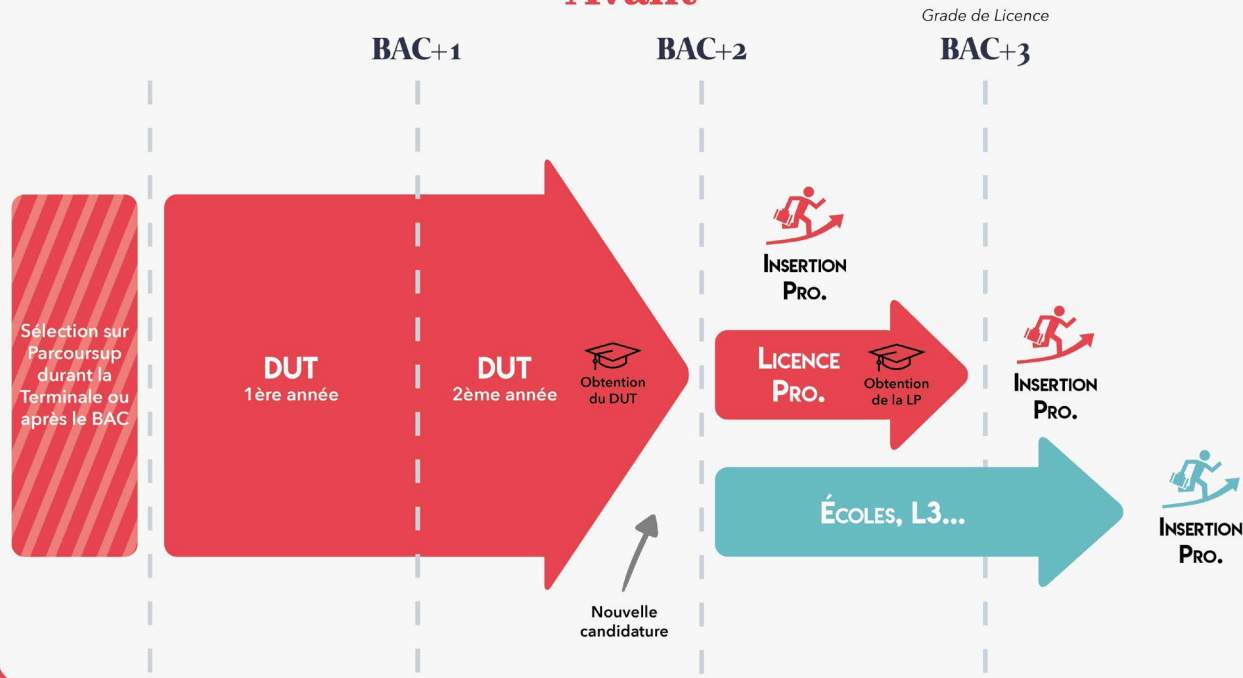 Avant
Grade de Licence
BAC+1
BAC+2
BAC+3
Sélection sur
Parcoursup
durant la
Terminale ou
après le BAC
DUT
1ère année
DUT
2ème année
Obtention
du DUT
Nouvelle
candidature
Insertion
Pro.
Licence
Pro.
Obtention
de la LP
Insertion
Pro.
Écoles, L3...
Insertion
Pro.